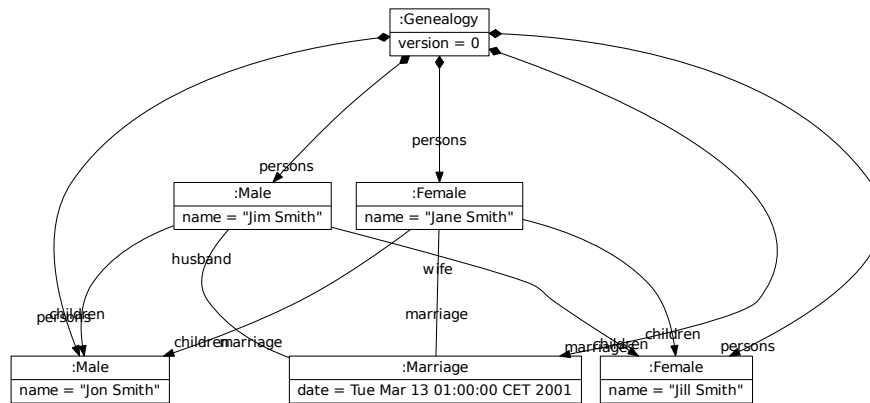 :Genealogy
version = 0
persons
persons
:Male
name = "Jim Smith"
:Female
name = "Jane Smith"
husband
wife
marriage
persons
children
children
marriage
marriages
children
children
persons
:Male
name = "Jon Smith"
:Marriage
date = Tue Mar 13 01:00:00 CET 2001
:Female
name = "Jill Smith"